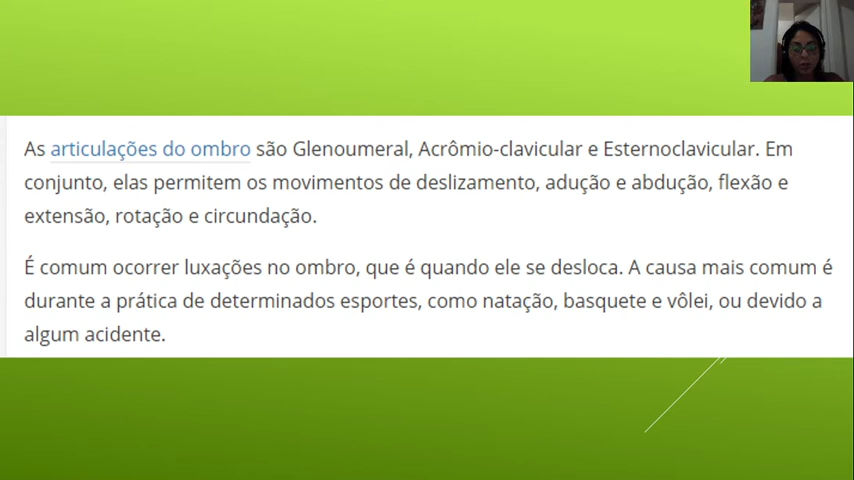 As articulações do ombro são Glenoumeral, Acrômio-clavicular e Esternoclavicular. Em
conjunto, elas permitem os movimentos de deslizamento, adução e abdução, flexão e
extensão, rotação e circundação.
É comum ocorrer luxações no ombro, que é quando ele se desloca. A causa mais comum é
durante a prática de determinados esportes, como natação, basquete e vôlei, ou devido a
algum acidente.